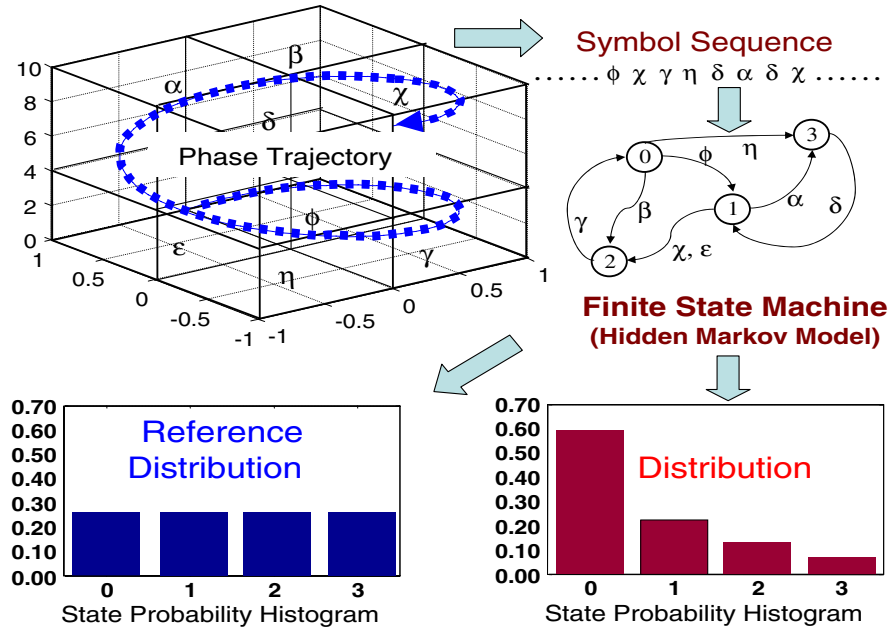 10
8
6
4
2
0
1
0.5
0
-0.5
-1
-1
-0.5
0
0.5
1
α
β
χ
δ
Phase Trajectory
φ
ε
η
γ
Symbol Sequence
...... φ χ γ η δ α δ χ ......
0
3
1
2
η
φ
α
δ
γ
β
χ, ε
Finite State Machine
(Hidden Markov Model)
0.70
0.60
0.50
0.40
0.30
0.20
0.10
0.00
Reference
Distribution
0 1 2 3
State Probability Histogram
0.70
0.60
0.50
0.40
0.30
0.20
0.10
0.00
Distribution
0 1 2 3
State Probability Histogram